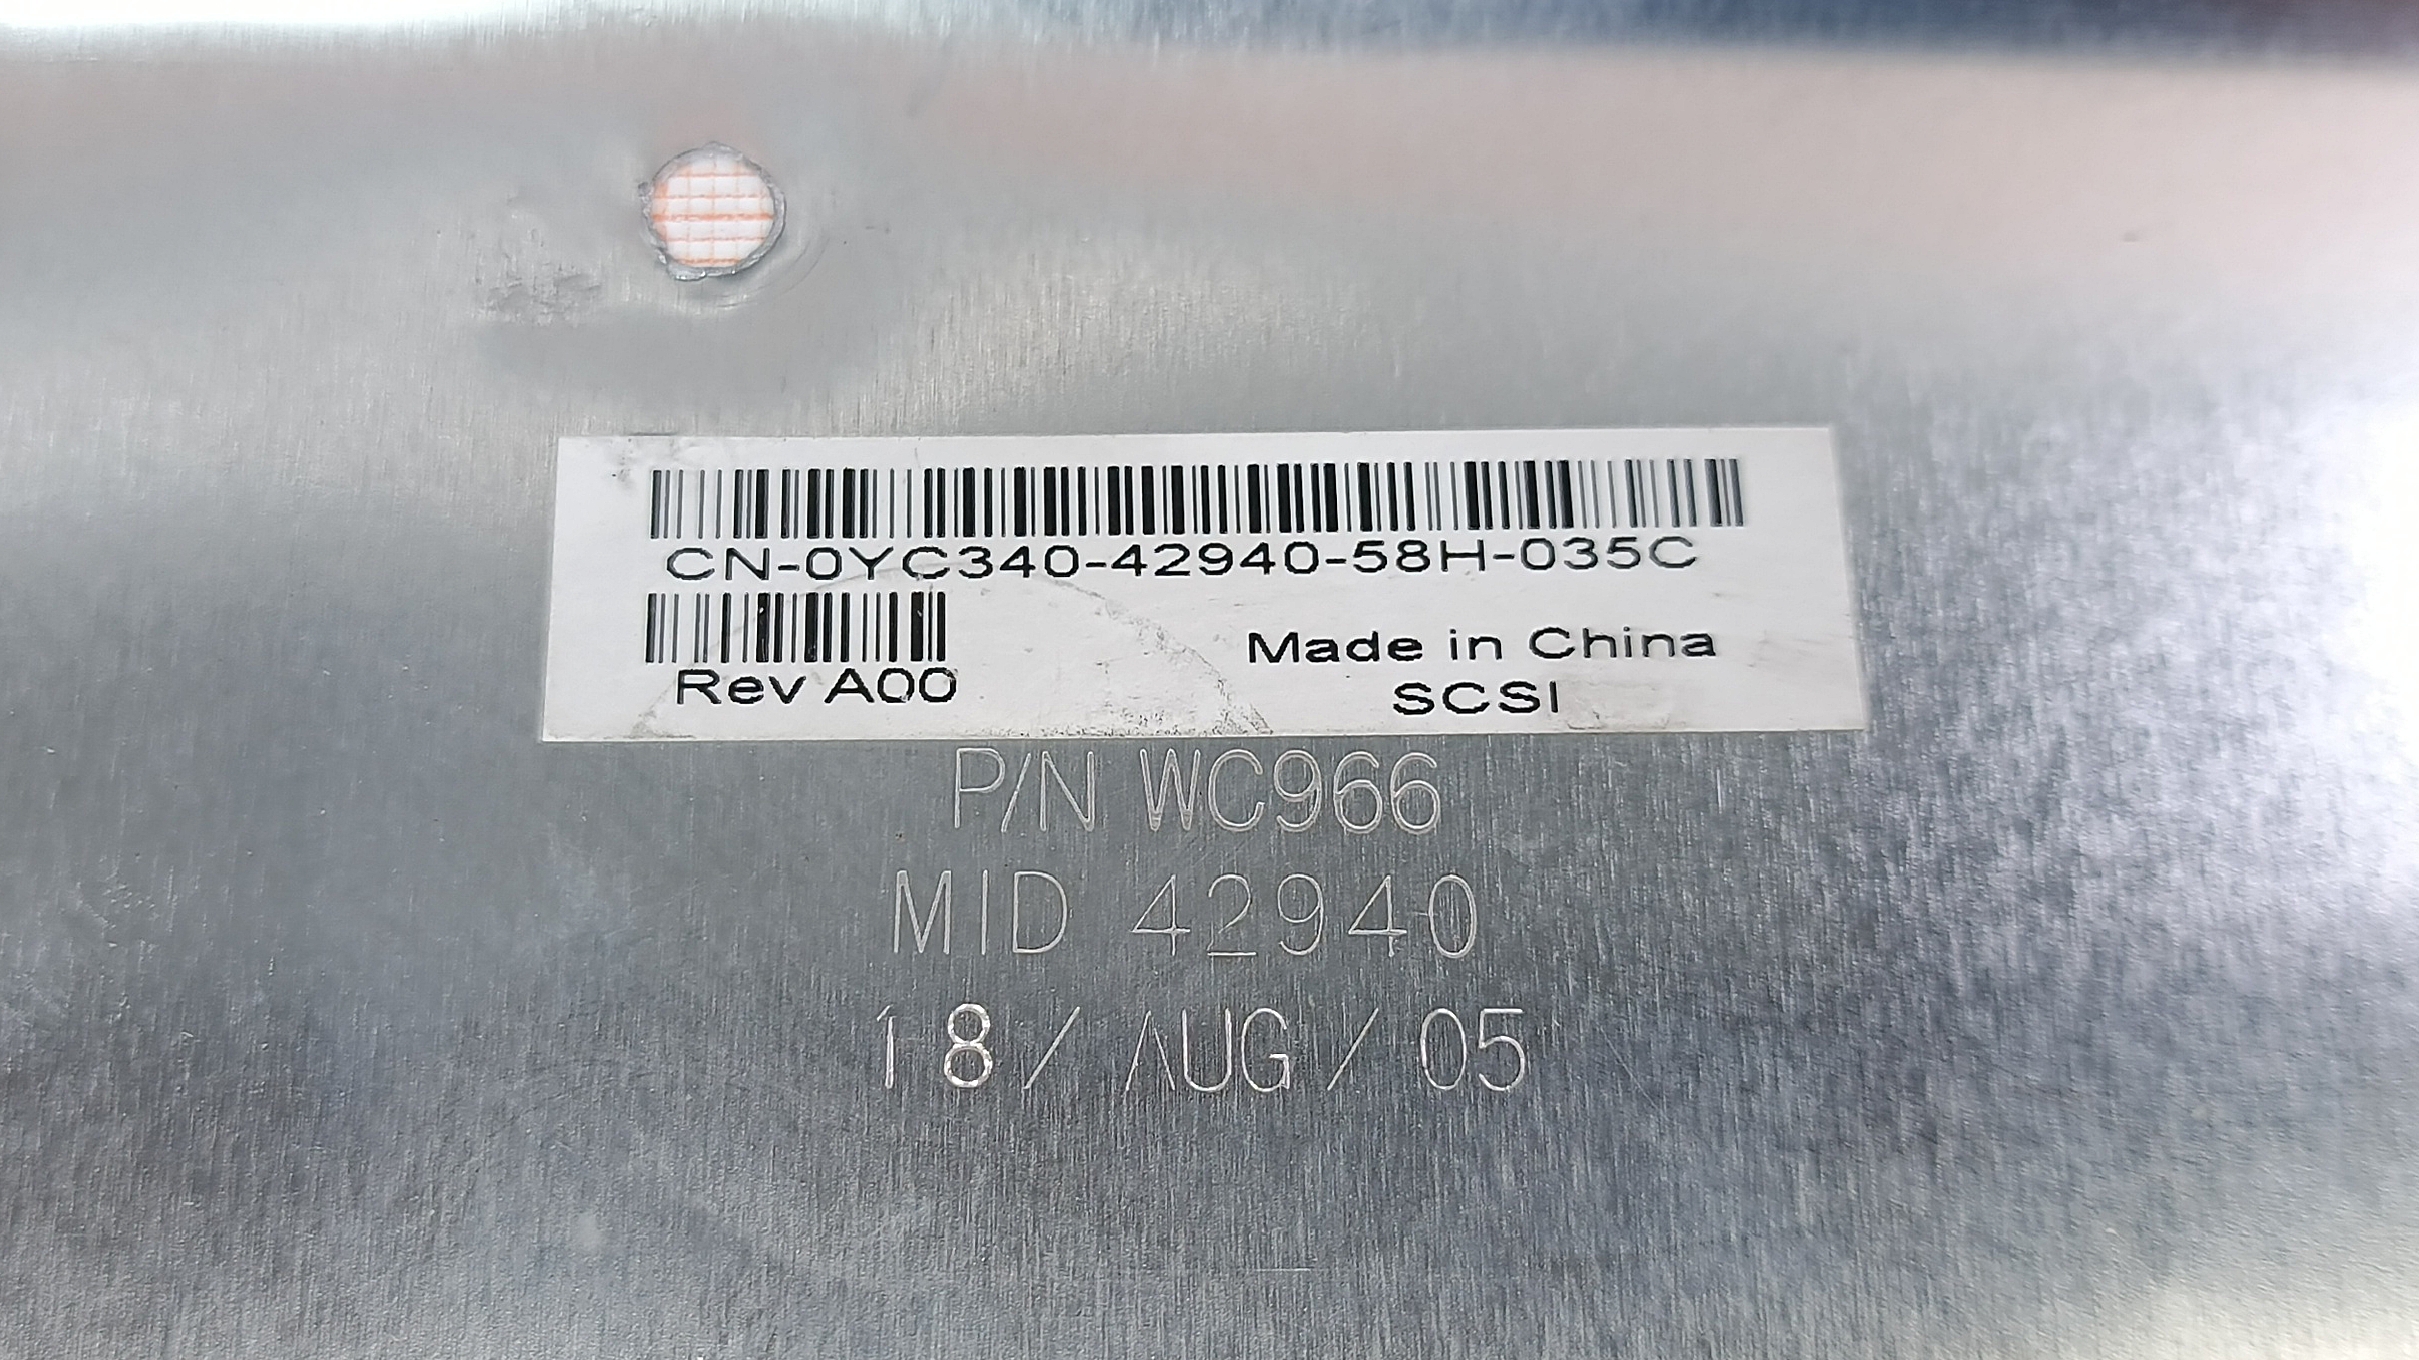 CN-0YC340-42940-58H-035C
Rev A00
Made in China
SCSI
P/N WC966
MID 42940
18/AUG/05